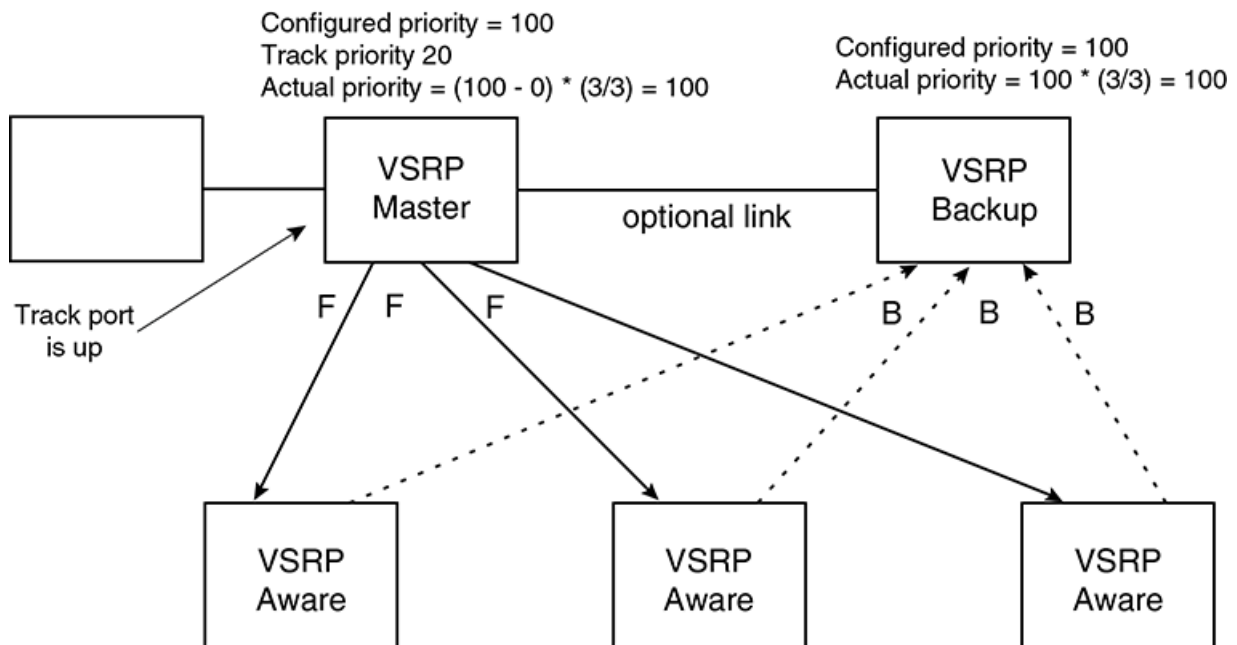 Configured priority = 100
Track priority 20
Actual priority = (100 - 0) * (3/3) = 100
Configured priority = 100
Actual priority = 100 * (3/3) = 100
VSRP
Master
optional link
VSRP
Backup
Track port
is up
F
F
F
B
B
B
VSRP
Aware
VSRP
Aware
VSRP
Aware